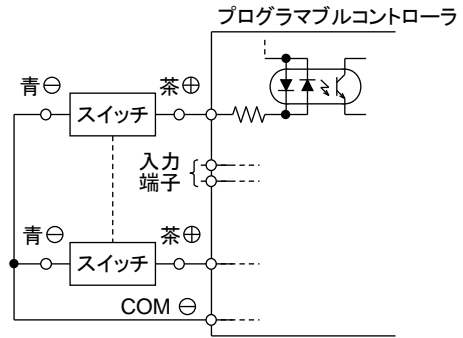 プログラマブルコントローラ
青⊖ 茶⊕
スイッチ
入力
端子
青⊖ 茶⊕
スイッチ
COM ⊖